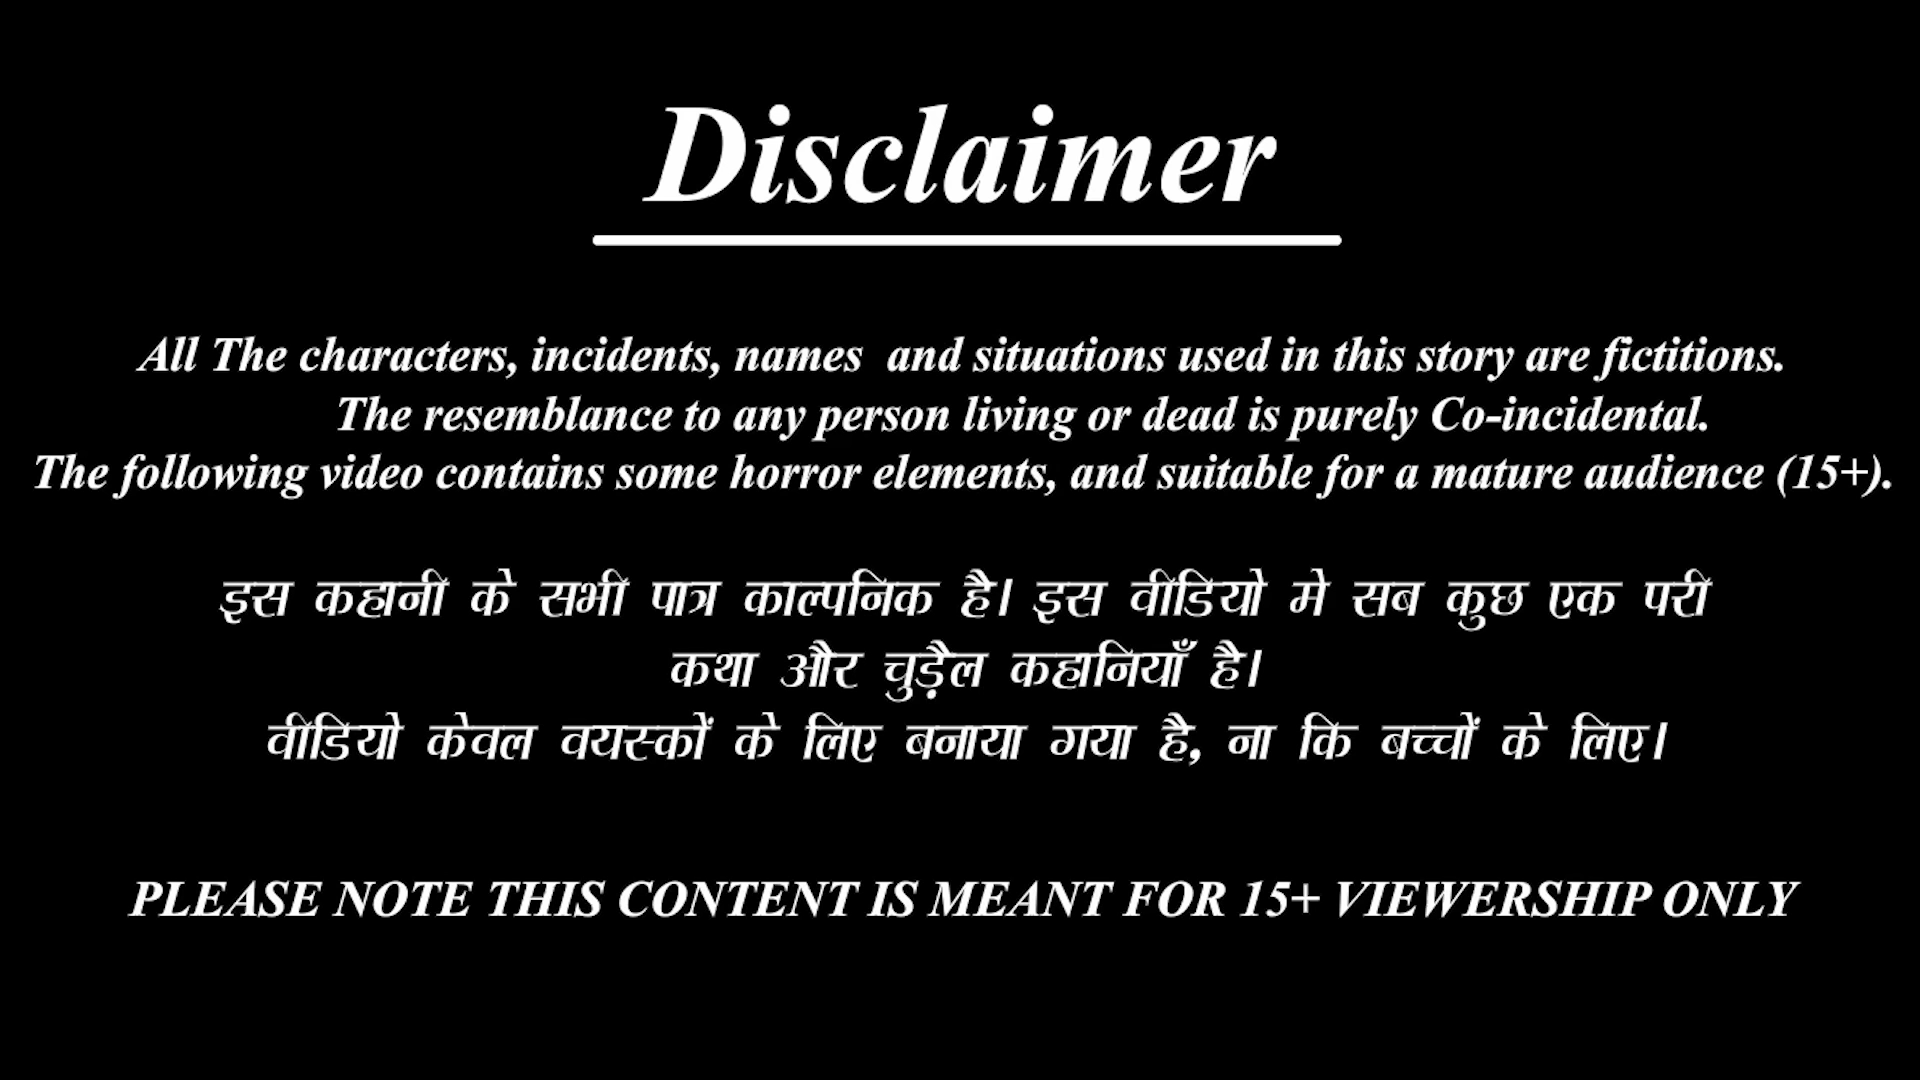 Disclaimer
All The characters, incidents, names and situations used in this story are fictitions.
The resemblance to any person living or dead is purely Co-incidental.
The following video contains some horror elements, and suitable for a mature audience (15+).
इस कहानी के सभी पात्र काल्पनिक है। इस वीडियो मे सब कुछ एक परी
कथा और चुड़ैल कहानियाँ है।
वीडियो केवल वयस्कों के लिए बनाया गया है, ना कि बच्चों के लिए।
PLEASE NOTE THIS CONTENT IS MEANT FOR 15+ VIEWERSHIP ONLY